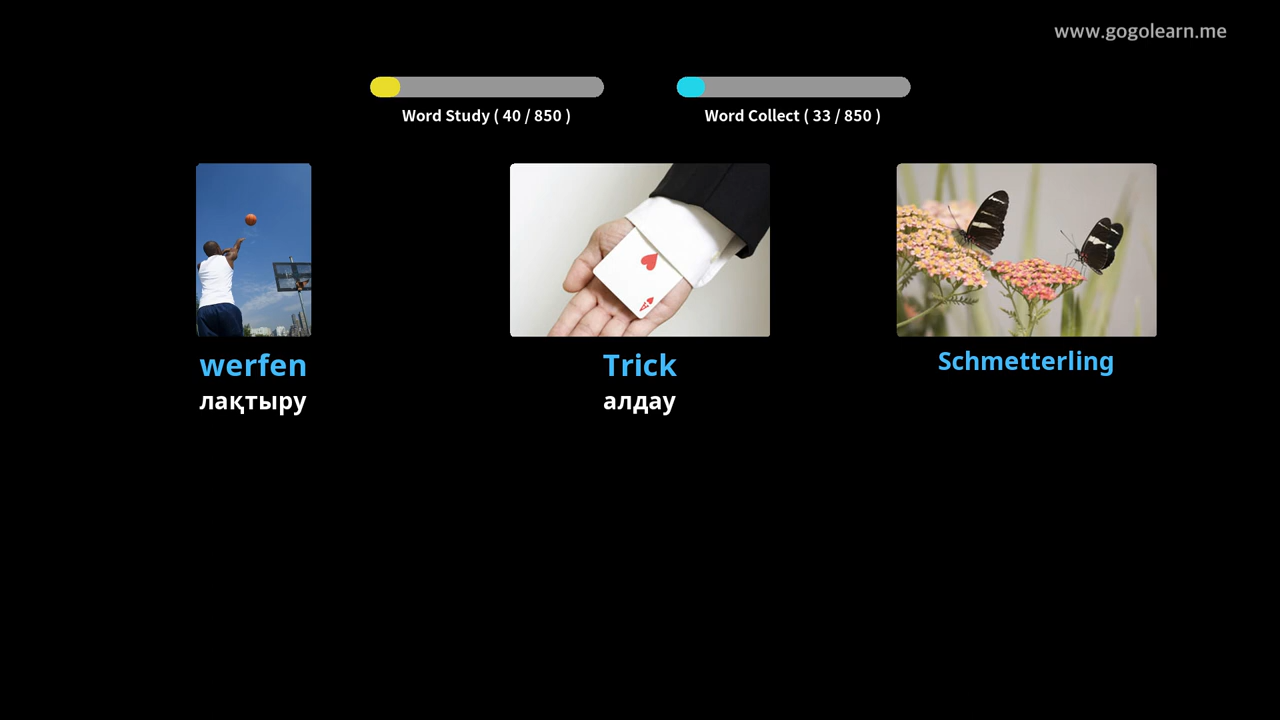 www.gogolearn.me
Word Study ( 40 / 850 )
Word Collect ( 33 / 850 )
werfen
лақтыру
Trick
алдау
Schmetterling